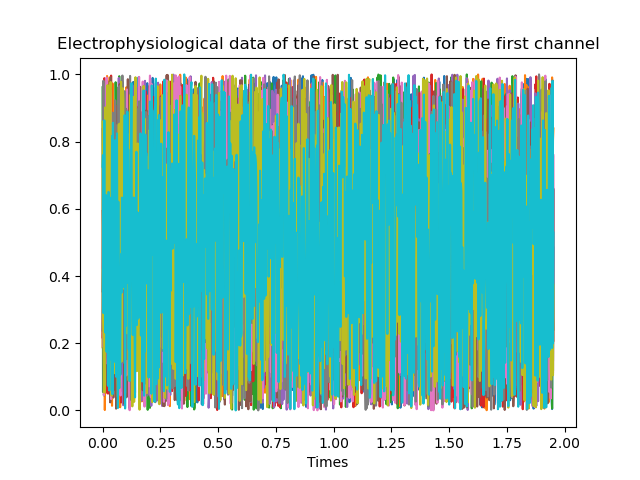 Electrophysiological data of the first subject, for the first channel
1.0
0.8
0.6
0.4
0.2
0.0
0.00 0.25 0.50 0.75 1.00 1.25 1.50 1.75 2.00
Times